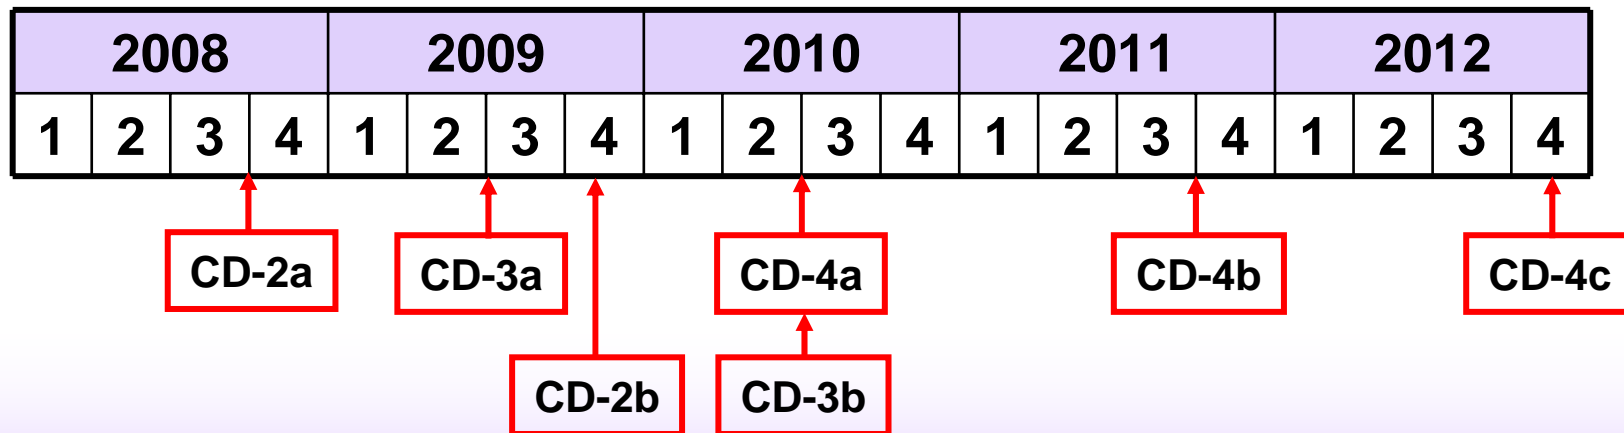 2008 2009 2010 2011 2012
1 2 3 4 1 2 3 4 1 2 3 4 1 2 3 4 1 2 3 4
CD-2a CD-3a CD-4a CD-4b CD-4c
CD-2b CD-3b